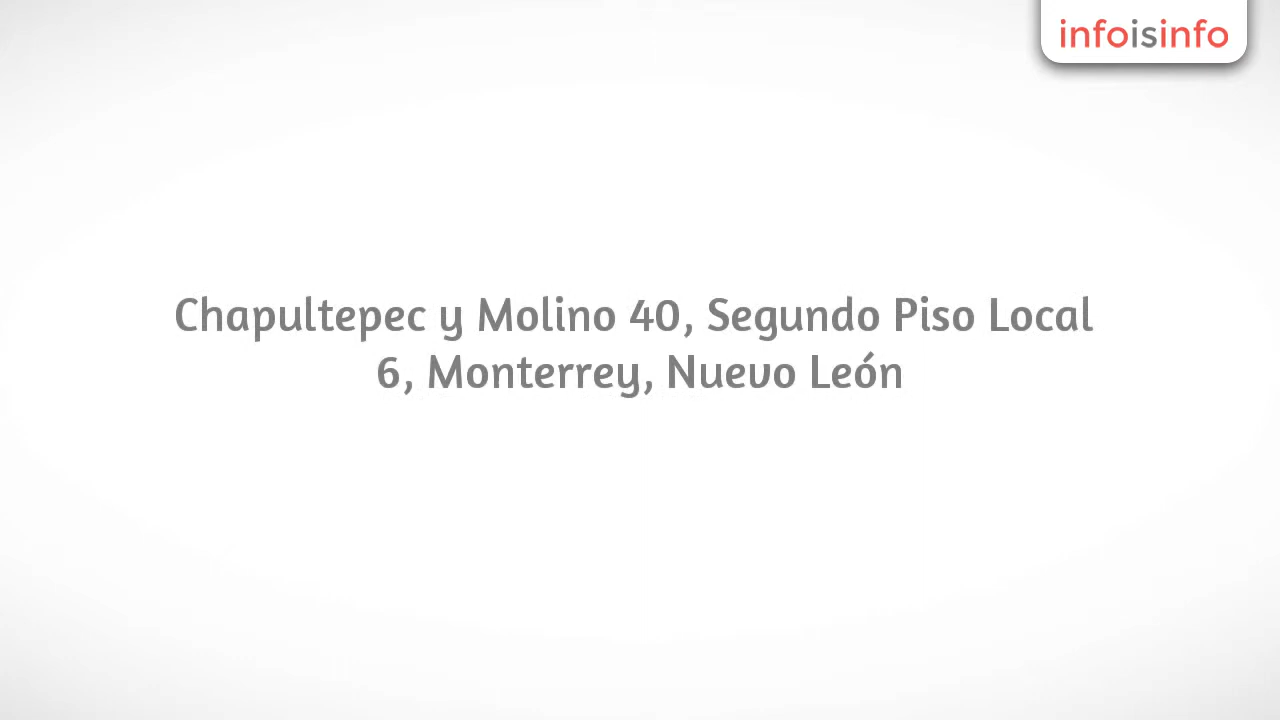 infoisinfo
Chapultepec y Molino 40, Segundo Piso Local
6, Monterrey, Nuevo León